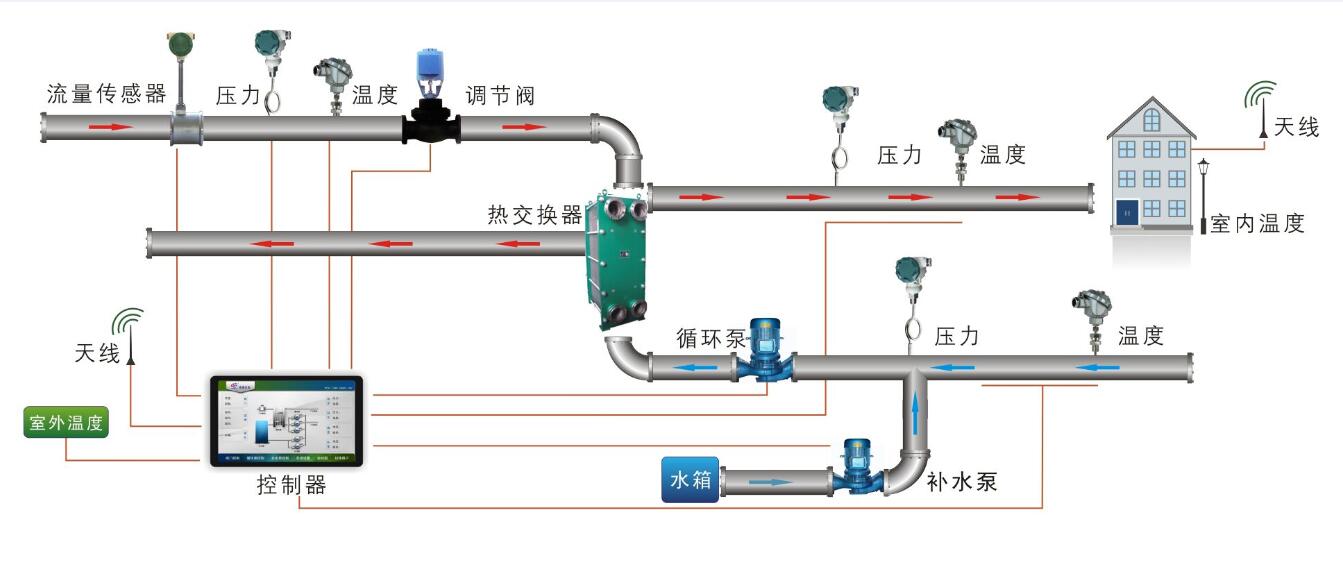 流量传感器
压力
温度
调节阀
天线
压力
温度
热交换器
室内温度
天线
循环泵
压力
温度
室外温度
控制器
水箱
补水泵